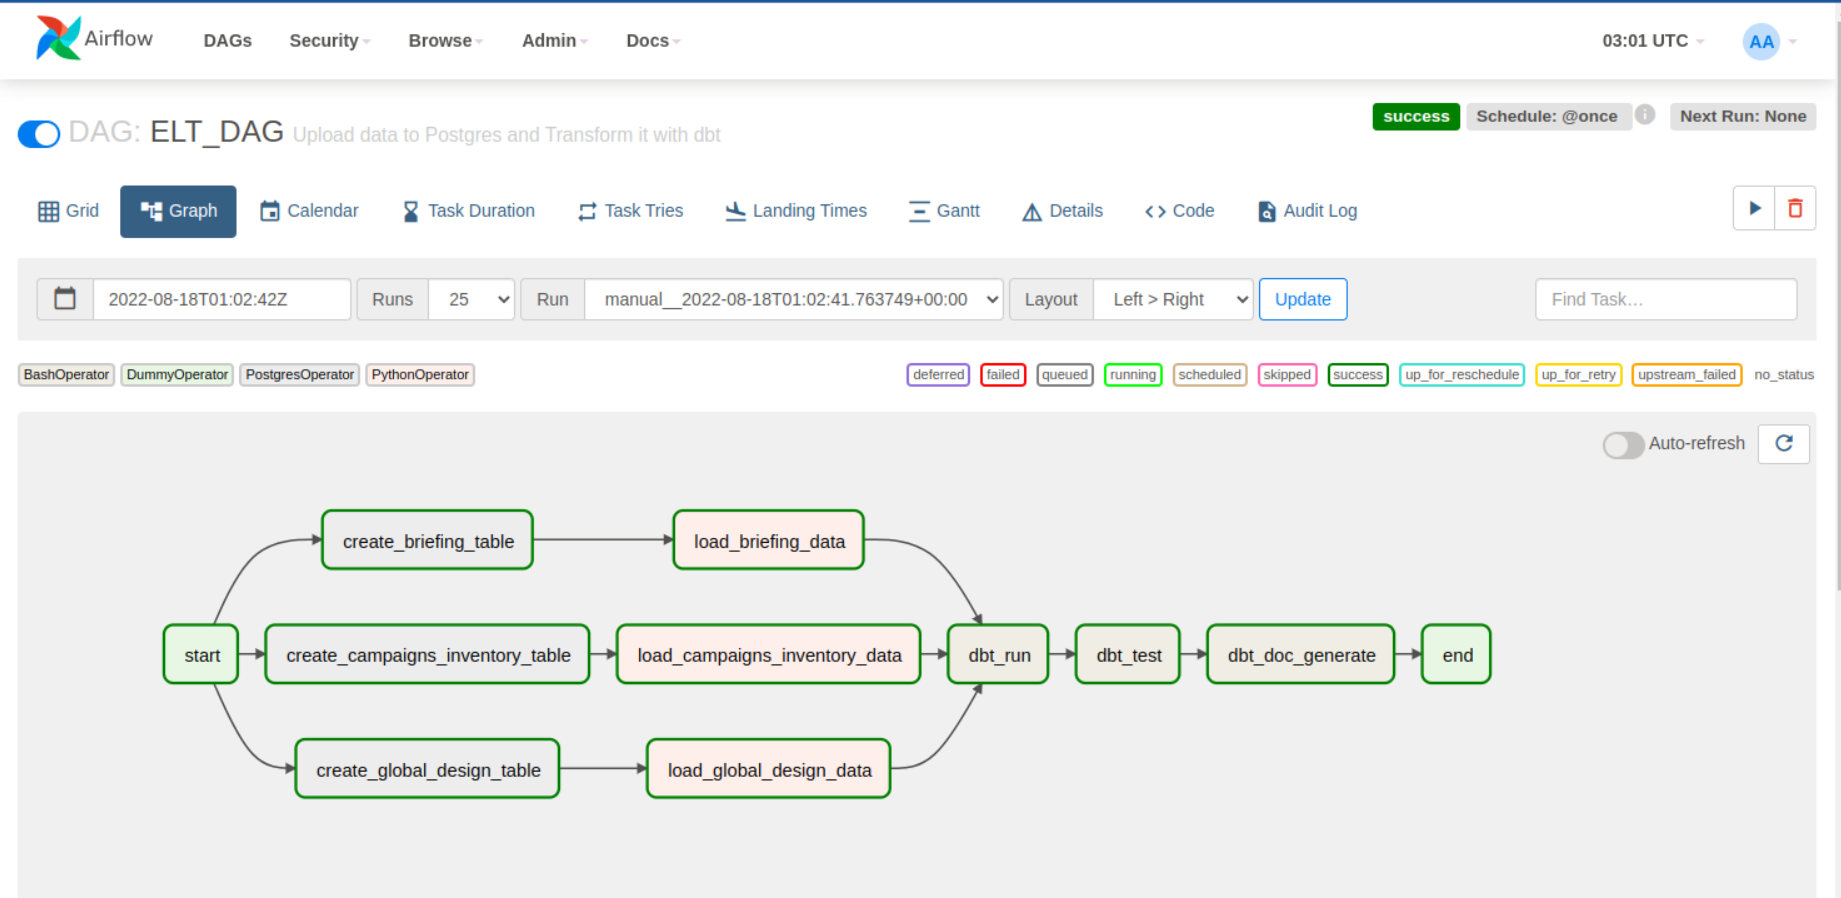 Airflow DAGs Security Browse Admin Docs 03:01 UTC AA
success Schedule: @once i Next Run: None
DAG: ELT_DAG Upload data to Postgres and Transform it with dbt
Grid Graph Calendar Task Duration Task Tries Landing Times Gantt Details Code Audit Log
2022-08-18T01:02:42Z Runs 25 Run manual__2022-08-18T01:02:41.763749+00:00 Layout Left > Right Update Find Task...
BashOperator DummyOperator PostgresOperator PythonOperator deferred failed queued running scheduled skipped success up_for_reschedule up_for_retry upstream_failed no_status
Auto-refresh
create_briefing_table load_briefing_data
start create_campaigns_inventory_table load_campaigns_inventory_data dbt_run dbt_test dbt_doc_generate end
create_global_design_table load_global_design_data